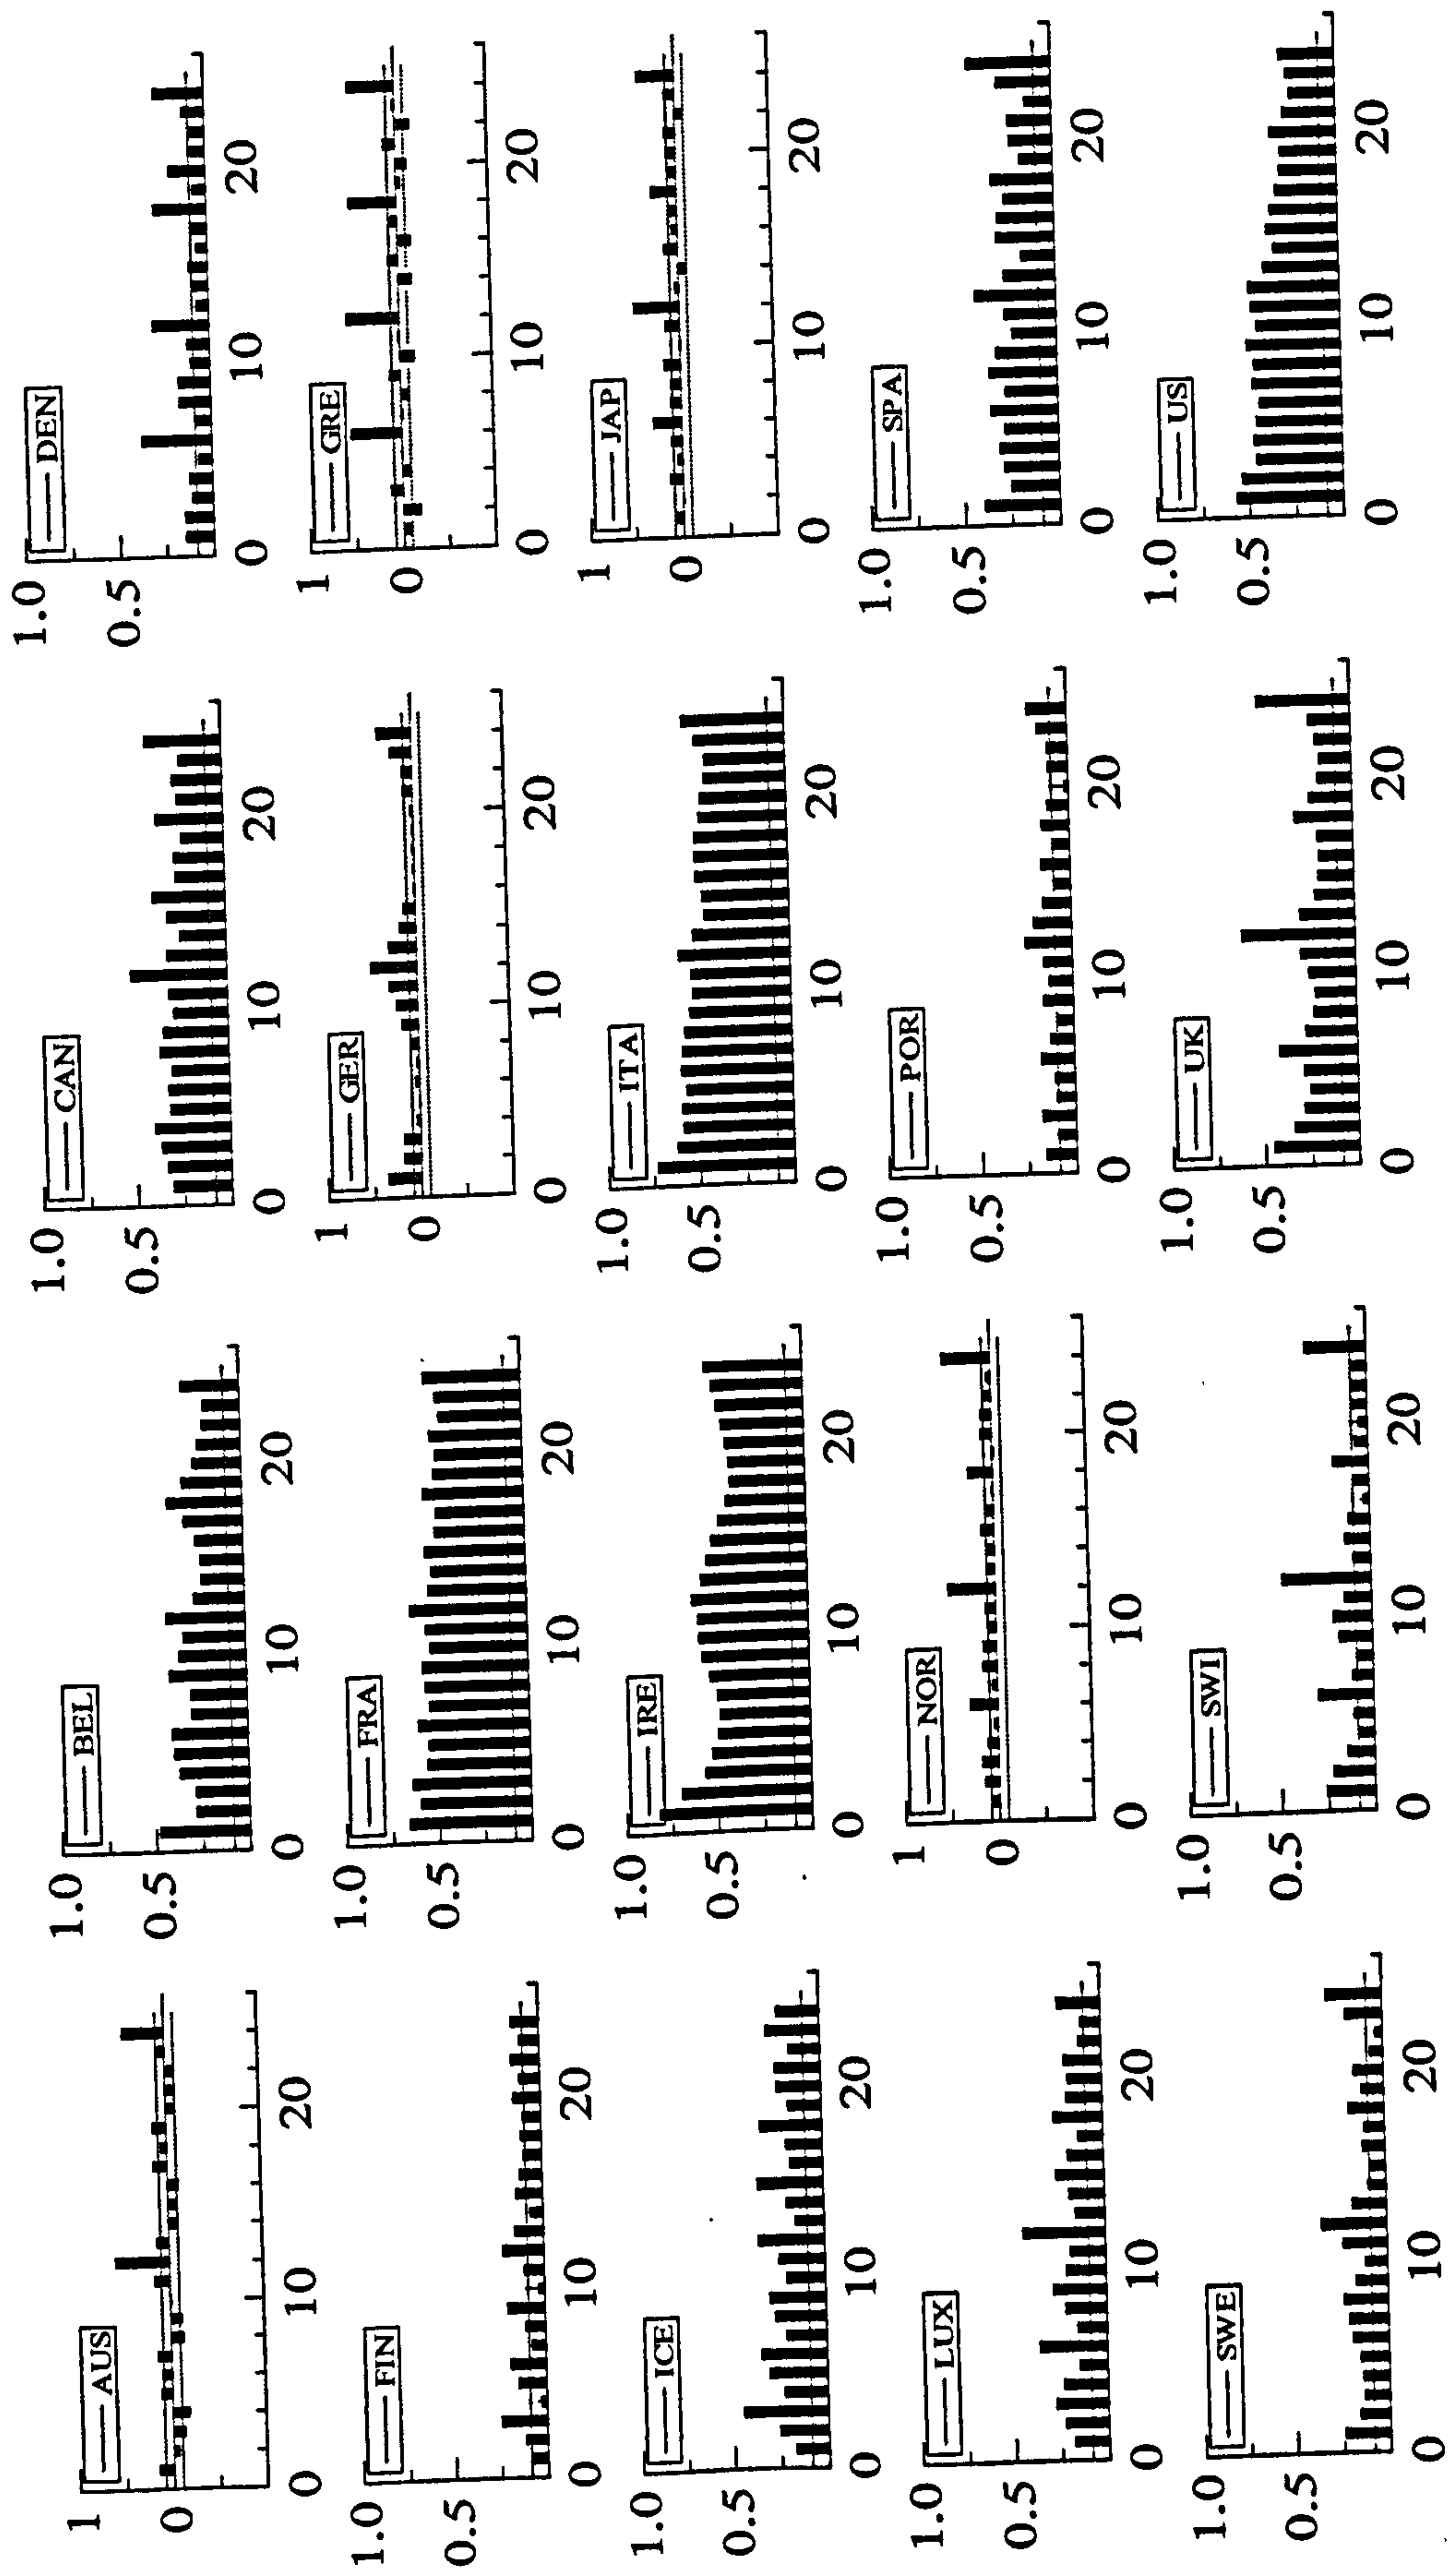 1 AUS 1.0 BEL 1.0 CAN 1.0 DEN
0 0.5 0.5 0.5
0 10 20 0 10 20 0 10 20 0 10 20
1.0 FIN 1.0 FRA 1 GER 1 GRE
0.5 0.5 0 0
0 10 20 0 10 20 0 10 20 0 10 20
1.0 ICE 1.0 IRE 1.0 ITA 1 JAP
0.5 0.5 0.5 0
0 10 20 0 10 20 0 10 20 0 10 20
1.0 LUX 1 NOR 1.0 POR 1.0 SPA
0.5 0 0.5 0.5
0 10 20 0 10 20 0 10 20 0 10 20
1.0 SWE 1.0 SWI 1.0 UK 1.0 US
0.5 0.5 0.5 0.5
0 10 20 0 10 20 0 10 20 0 10 20